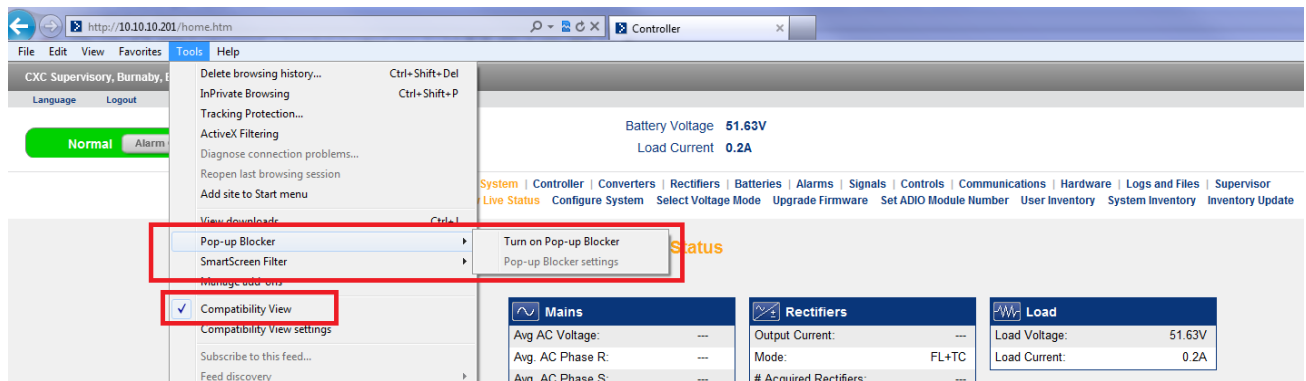 http://10.10.10.201/home.htm
Controller
File Edit View Favorites Tools Help
CXC Supervisory, Burnaby,
Language Logout
Normal Alarm
Delete browsing history... Ctrl+Shift+Del
InPrivate Browsing Ctrl+Shift+P
Tracking Protection...
ActiveX Filtering
Diagnose connection problems...
Reopen last browsing session
Add site to Start menu
View downloads Ctrl+J
Pop-up Blocker
SmartScreen Filter
Manage add-ons
Compatibility View
Compatibility View settings
Subscribe to this feed...
Feed discovery
Turn on Pop-up Blocker
Pop-up Blocker settings
Battery Voltage 51.63V
Load Current 0.2A
System | Controller | Converters | Rectifiers | Batteries | Alarms | Signals | Controls | Communications | Hardware | Logs and Files | Supervisor
Live Status Configure System Select Voltage Mode Upgrade Firmware Set ADIO Module Number User Inventory System Inventory Inventory Update
Status
Mains
Avg AC Voltage: ---
Avg. AC Phase R: ---
Avg. AC Phase S: ---
Rectifiers
Output Current: ---
Mode: FL+TC
# Acquired Rectifiers: ---
Load
Load Voltage: 51.63V
Load Current: 0.2A